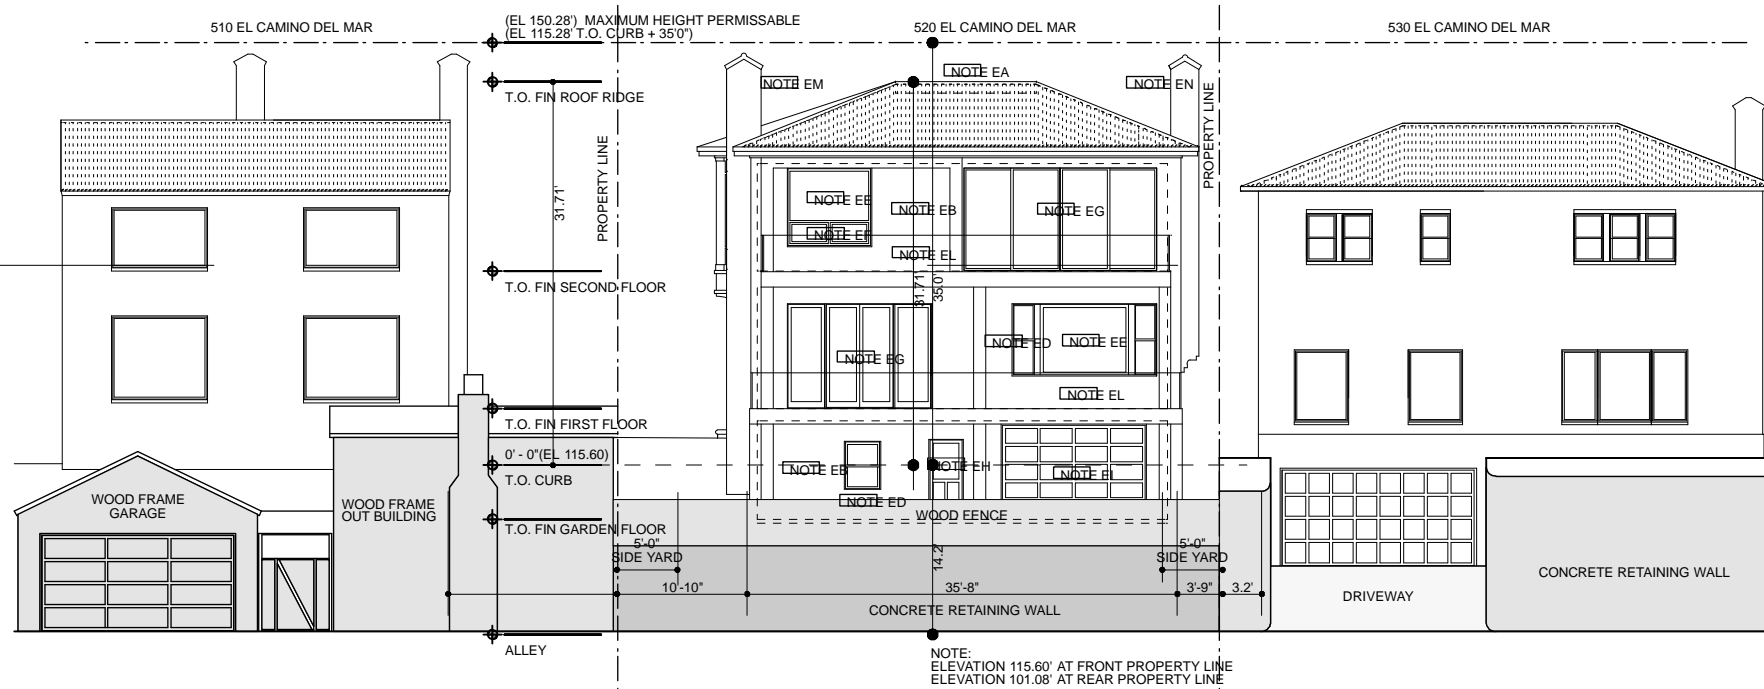 510 EL CAMINO DEL MAR
(EL 150.28') MAXIMUM HEIGHT PERMISSABLE
(EL 115.28' T.O. CURB + 35'0")
520 EL CAMINO DEL MAR
530 EL CAMINO DEL MAR
NOTE EA
NOTE EM
NOTE EN
T.O. FIN ROOF RIDGE
PROPERTY LINE
PROPERTY LINE
31.71'
NOTE EE
NOTE EB
NOTE EG
NOTE EF
NOTE EL
T.O. FIN SECOND FLOOR
31.71'
35.0'
NOTE ED
NOTE EE
NOTE EG
NOTE EL
T.O. FIN FIRST FLOOR
0' - 0"(EL 115.60)
T.O. CURB
NOTE EB
NOTE EH
NOTE EI
NOTE ED
WOOD FRAME
GARAGE
WOOD FRAME
OUT BUILDING
WOOD FENCE
T.O. FIN GARDEN FLOOR
5'-0"
SIDE YARD
14.2'
5'-0"
SIDE YARD
10'-10"
35'-8"
3'-9"
3.2'
CONCRETE RETAINING WALL
DRIVEWAY
CONCRETE RETAINING WALL
ALLEY
NOTE:
ELEVATION 115.60' AT FRONT PROPERTY LINE
ELEVATION 101.08' AT REAR PROPERTY LINE